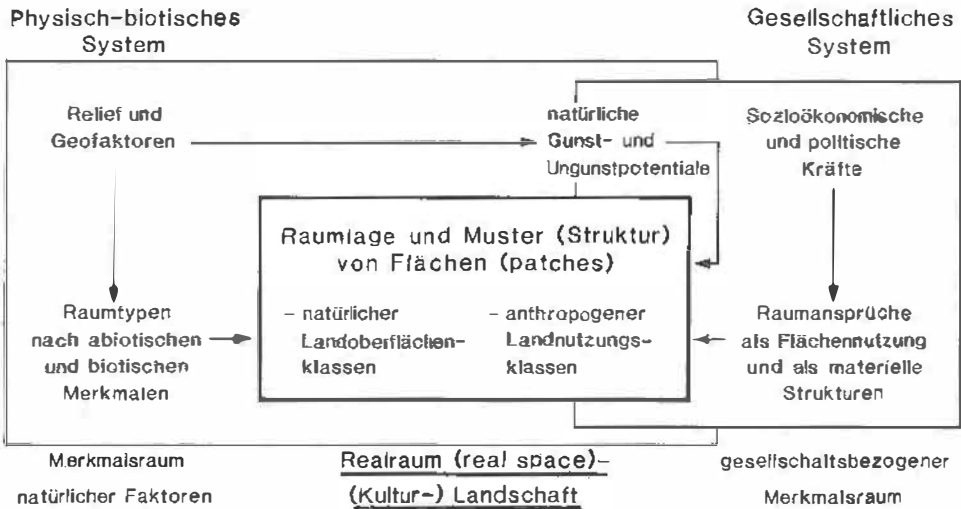 Physisch-biotisches
System
Gesellschaftliches
System
Relief und
Geofaktoren
natürliche
Gunst- und
Ungunstpotentiale
Sozioökonomische
und politische
Kräfte
Raumlage und Muster (Struktur)
von Flächen (patches)
- natürlicher
Landoberflächen-
klassen
- anthropogener
Landnutzungs-
klassen
Raumtypen
nach abiotischen
und biotischen
Merkmalen
Raumansprüche
als Flächennutzung
und als materielle
Strukturen
Merkmalsraum
natürlicher Faktoren
Realraum (real space)-
(Kultur-) Landschaft
gesellschaftsbezogener
Merkmalsraum